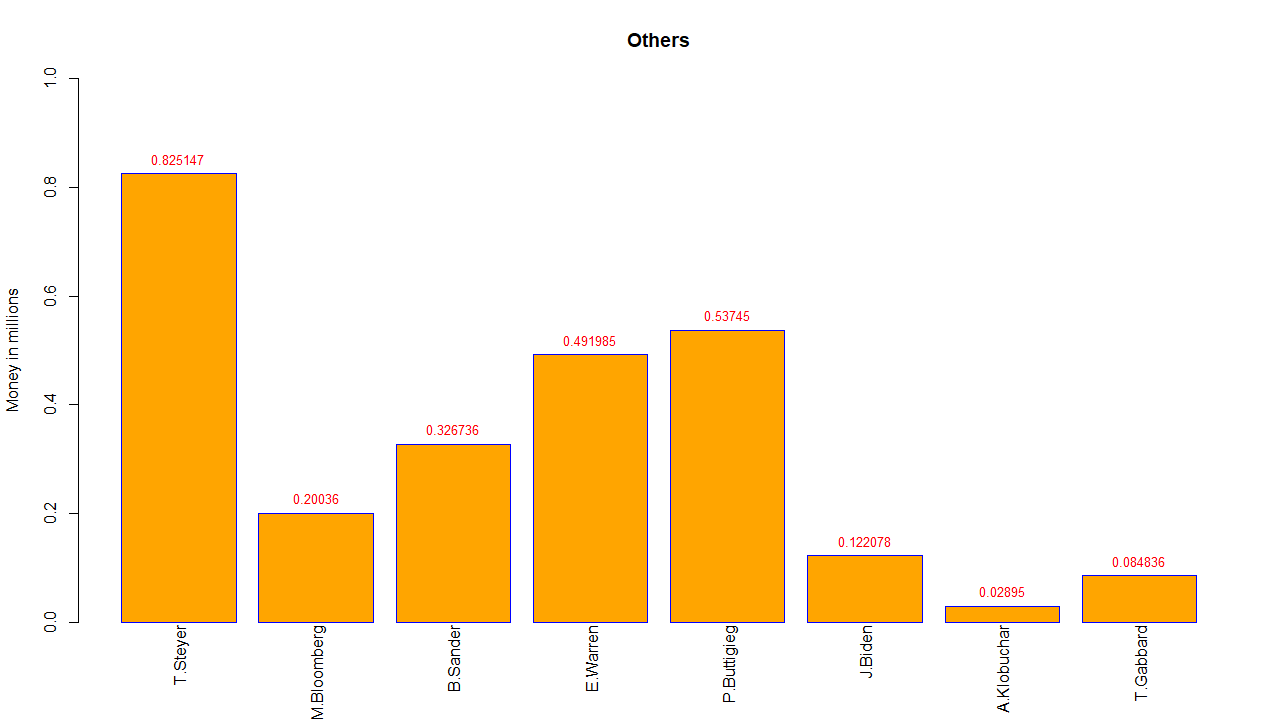 Others
Money in millions
1.0
0.8
0.6
0.4
0.2
0.0
0.825147
0.20036
0.326736
0.491985
0.53745
0.122078
0.02895
0.084836
T.Steyer
M.Bloomberg
B.Sander
E.Warren
P.Buttigieg
J.Biden
A.Klobuchar
T.Gabbard